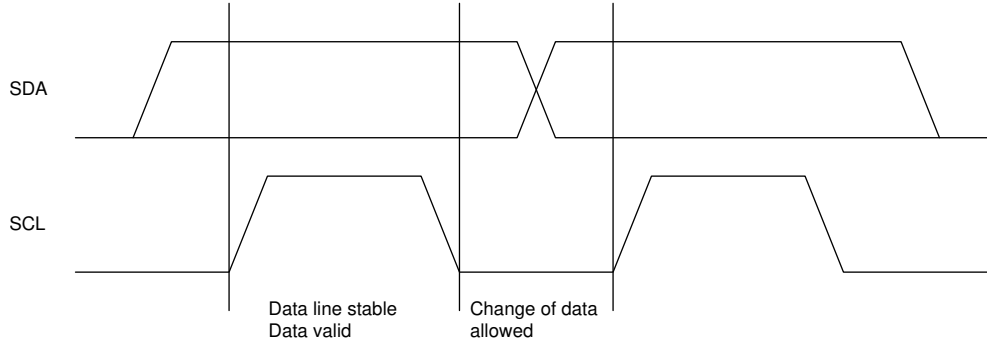 SDA
SCL
Data line stable
Data valid
Change of data
allowed